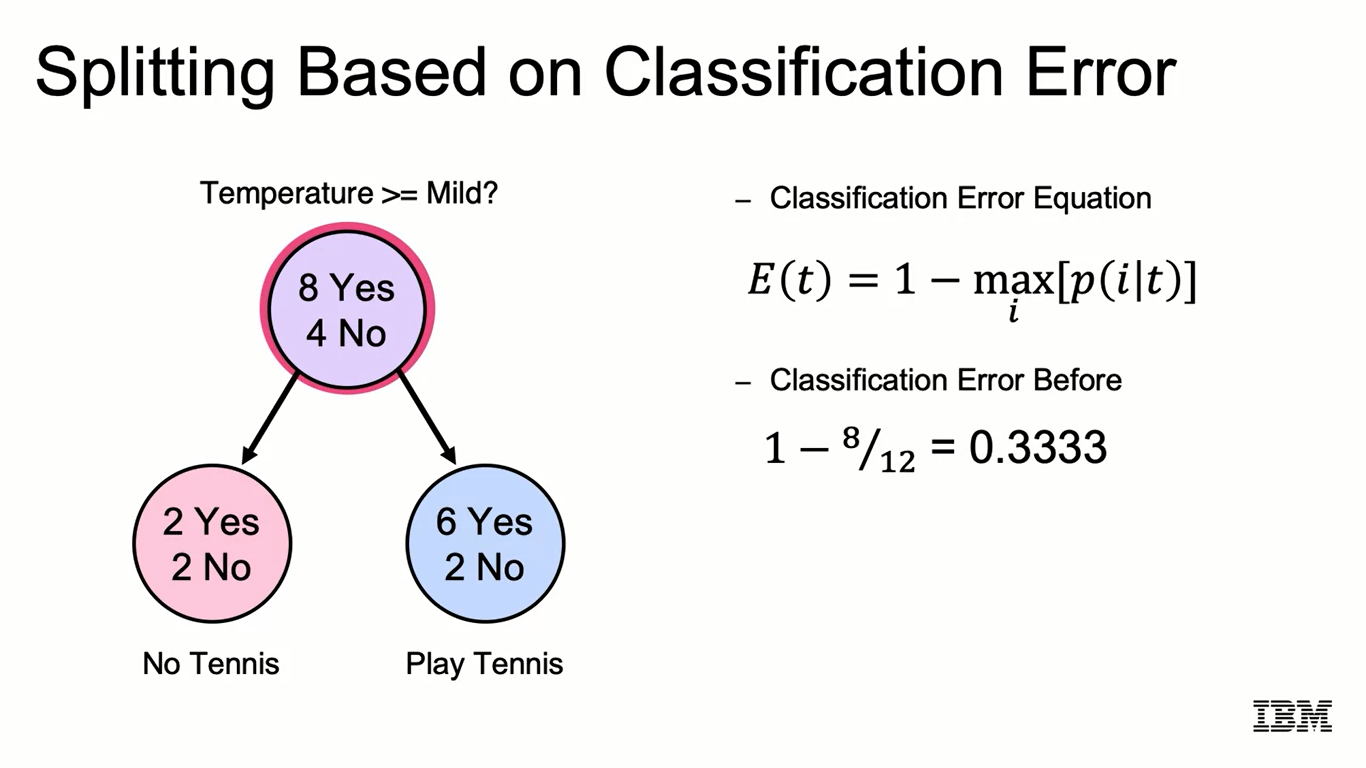 Splitting Based on Classification Error
Temperature >= Mild?
8 Yes
4 No
2 Yes
2 No
No Tennis
6 Yes
2 No
Play Tennis
– Classification Error Equation
E(t) = 1 − max[p(i|t)]
i
– Classification Error Before
1 − 8/12 = 0.3333
IBM